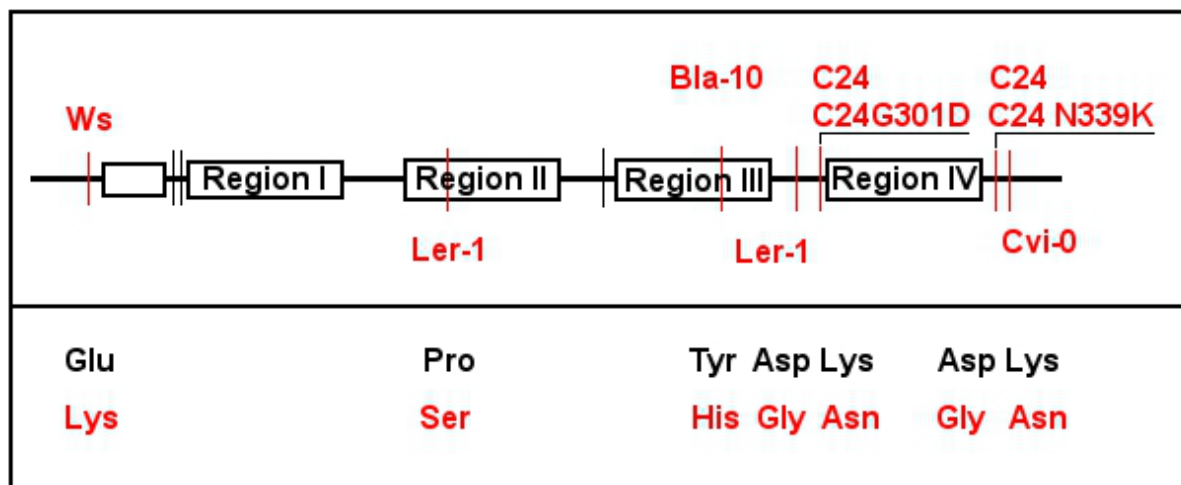 Bla-10 C24 C24
Ws C24G301D C24 N339K
Region I Region II Region III Region IV
Ler-1 Ler-1 Cvi-0
Glu Pro Tyr Asp Lys Asp Lys
Lys Ser His Gly Asn Gly Asn